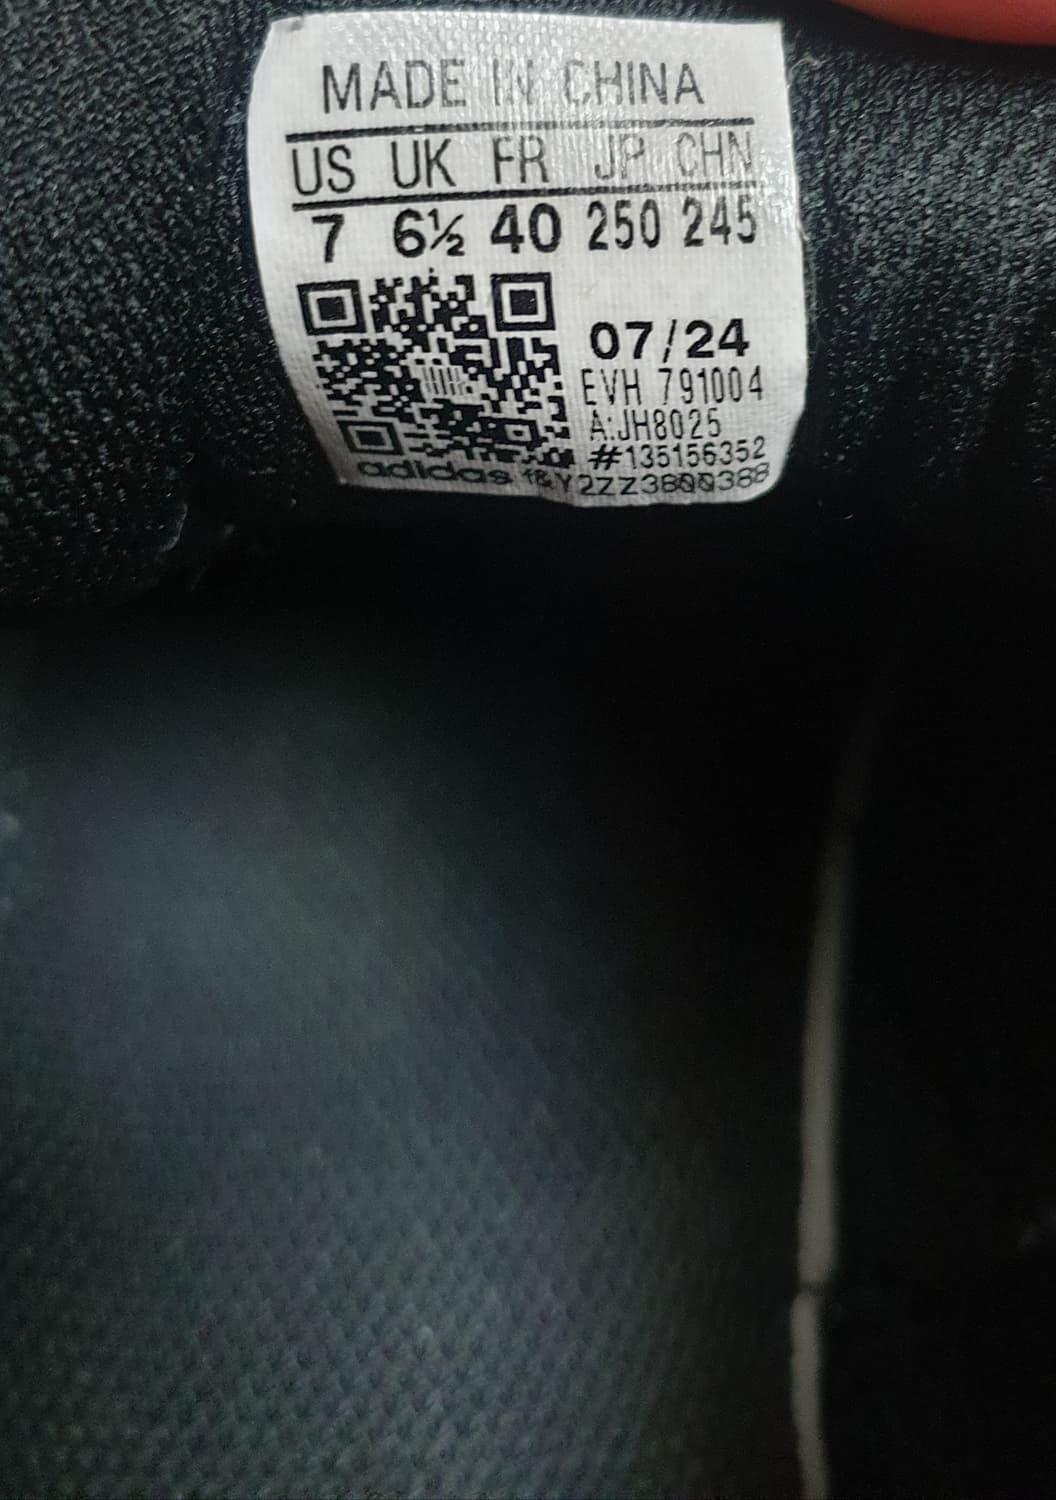 MADE IN CHINA
US UK FR JP CHN
7 6½ 40 250 245
07/24
EVH 791004
A:JH8025
#135156352
adidas